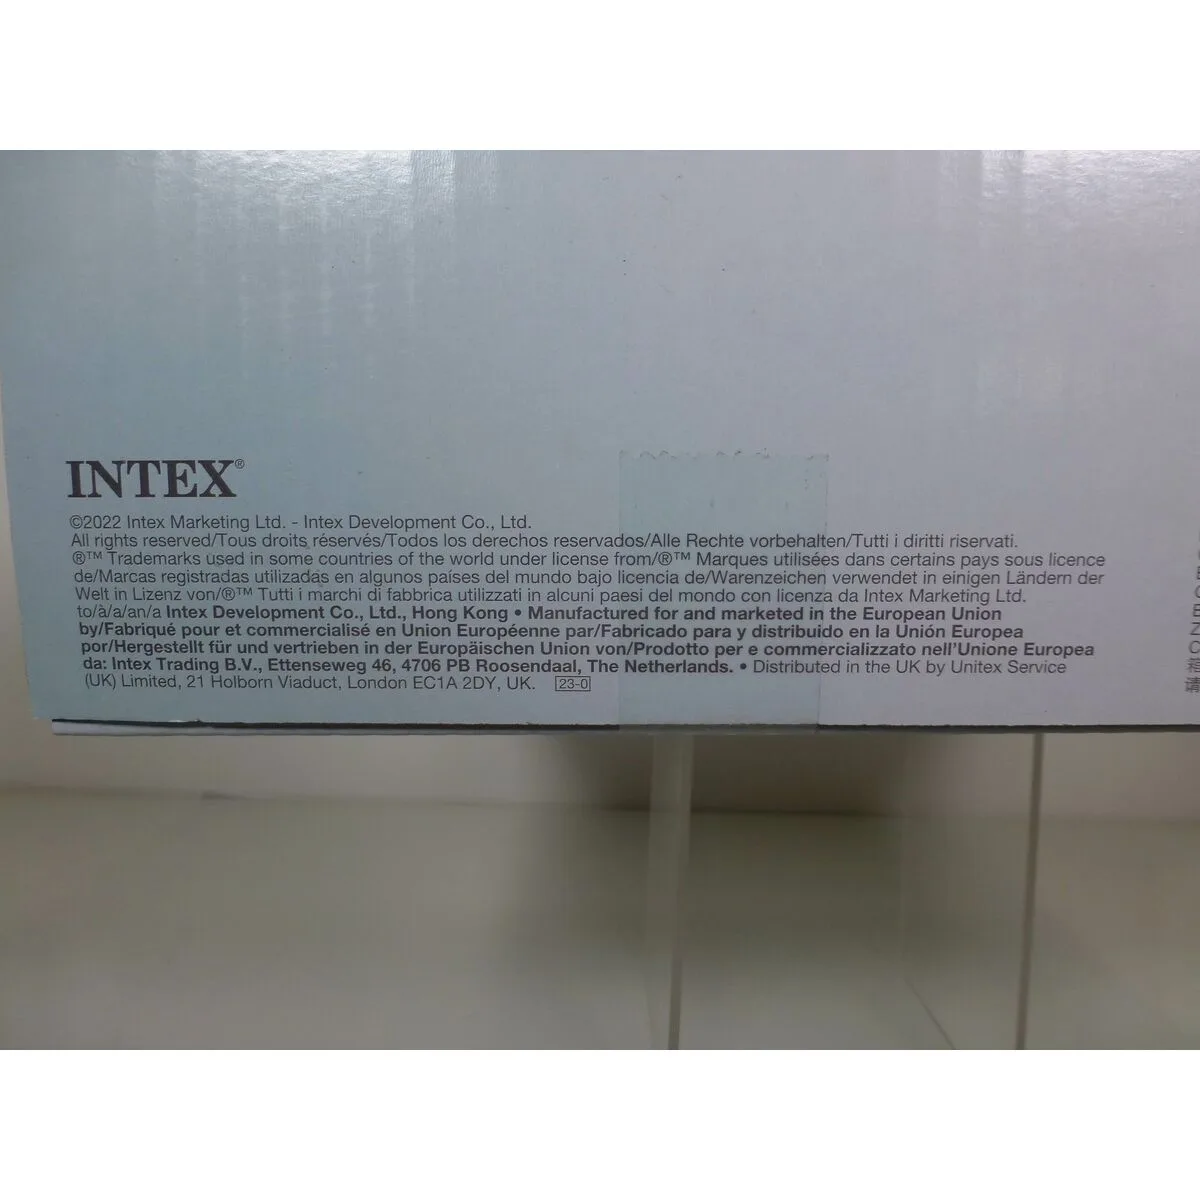 INTEX®
©2022 Intex Marketing Ltd. - Intex Development Co., Ltd.
All rights reserved/Tous droits réservés/Todos los derechos reservados/Alle Rechte vorbehalten/Tutti i diritti riservati.
®™ Trademarks used in some countries of the world under license from/®™ Marques utilisées dans certains pays sous licence
de/Marcas registradas utilizadas en algunos países del mundo bajo licencia de/Warenzeichen verwendet in einigen Ländern der
Welt in Lizenz von/®™ Tutti i marchi di fabbrica utilizzati in alcuni paesi del mondo con licenza da Intex Marketing Ltd.
to/à/a/an/a Intex Development Co., Ltd., Hong Kong • Manufactured for and marketed in the European Union
by/Fabriqué pour et commercialisé en Union Européenne par/Fabricado para y distribuido en la Unión Europea
por/Hergestellt für und vertrieben in der Europäischen Union von/Prodotto per e commercializzato nell'Unione Europea
da: Intex Trading B.V., Ettenseweg 46, 4706 PB Roosendaal, The Netherlands. • Distributed in the UK by Unitex Service
(UK) Limited, 21 Holborn Viaduct, London EC1A 2DY, UK. 23-0